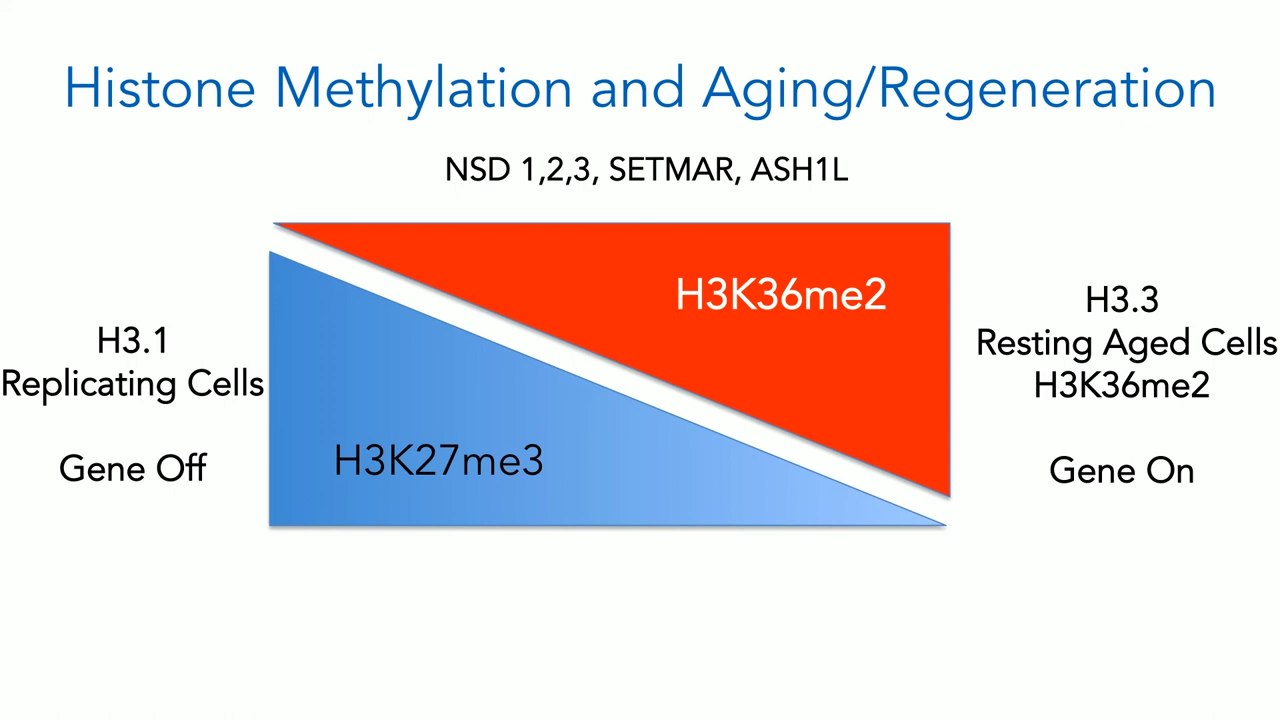 Histone Methylation and Aging/Regeneration
NSD 1,2,3, SETMAR, ASH1L
H3K36me2
H3.1
Replicating Cells
Gene Off
H3K27me3
H3.3
Resting Aged Cells
H3K36me2
Gene On